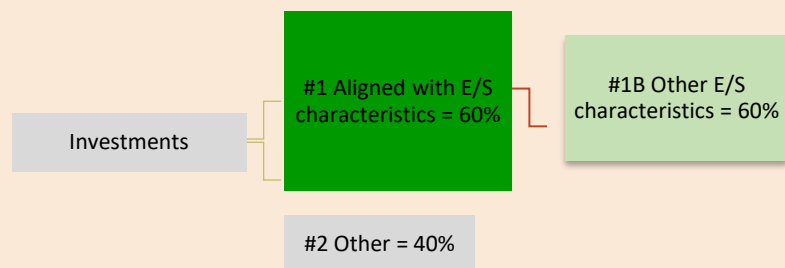 #1 Aligned with E/S
characteristics = 60%
#1B Other E/S
characteristics = 60%
Investments
#2 Other = 40%